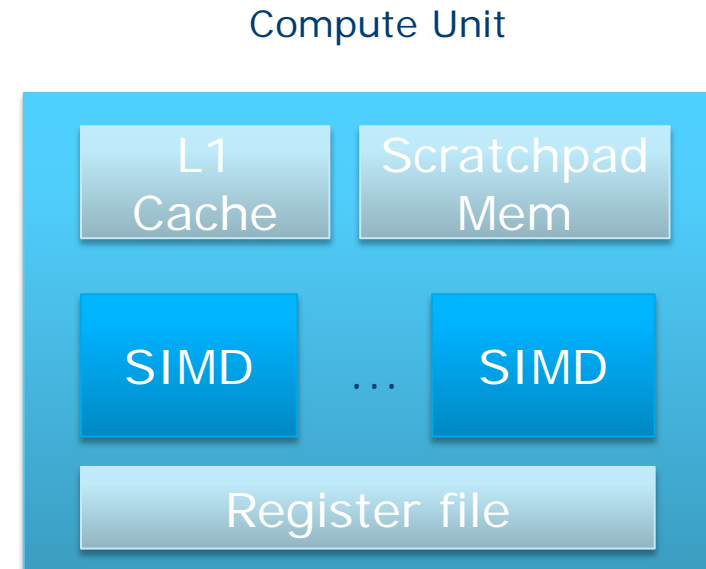 Compute Unit
L1
Cache
Scratchpad
Mem
SIMD
...
SIMD
Register file